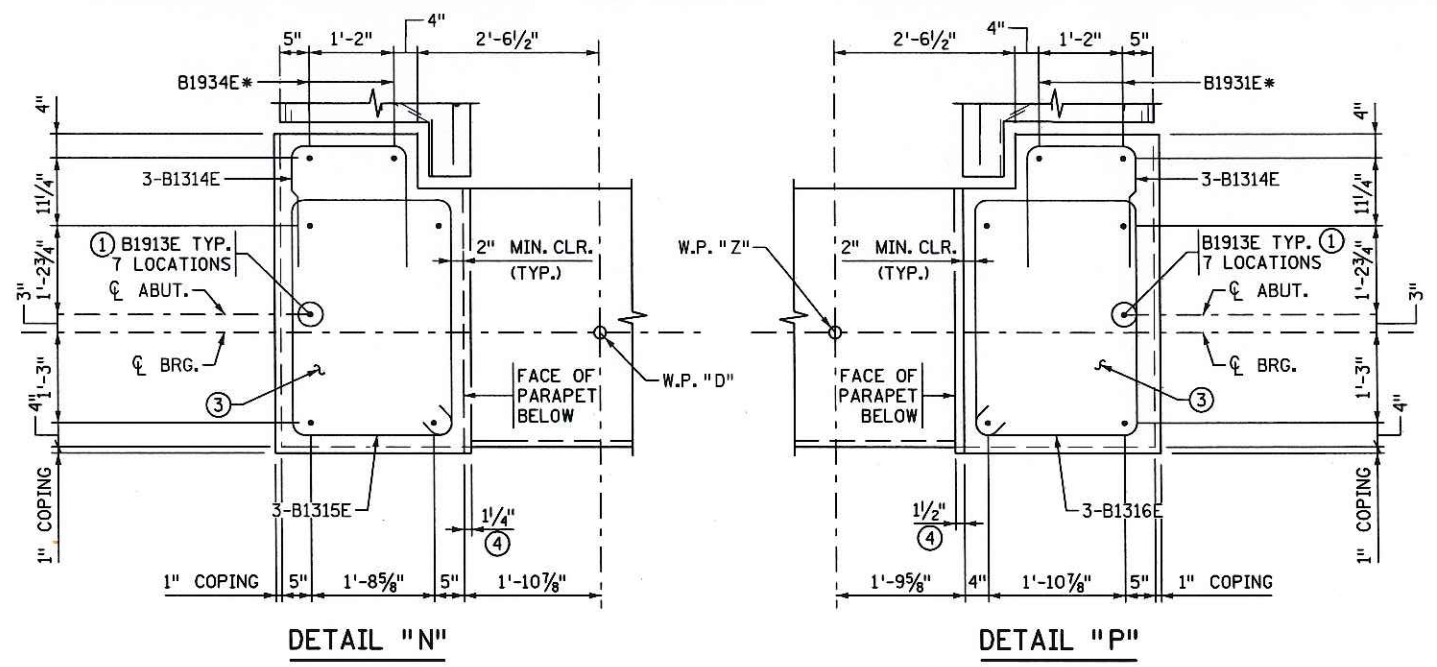 5" 1'-2" 4" 2'-6½"
B1934E*
4"
11¼"
1'-2¾"
3"
1'-3"
4"
1" COPING
3-B1314E
① B1913E TYP.
7 LOCATIONS
℄ ABUT.
℄ BRG.
③
2" MIN. CLR.
(TYP.)
W.P. "D"
FACE OF
PARAPET
BELOW
3-B1315E
1¼"
④
1" COPING 5" 1'-8⅝" 5" 1'-10⅞"
DETAIL "N"
2'-6½" 4" 1'-2" 5"
B1931E*
4"
11¼"
1'-2¾"
3"
1'-3"
4"
1" COPING
3-B1314E
W.P. "Z"
2" MIN. CLR.
(TYP.)
B1913E TYP. ①
7 LOCATIONS
℄ ABUT.
℄ BRG.
③
FACE OF
PARAPET
BELOW
3-B1316E
1½"
④
1'-9⅝" 4" 1'-10⅞" 5" 1" COPING
DETAIL "P"